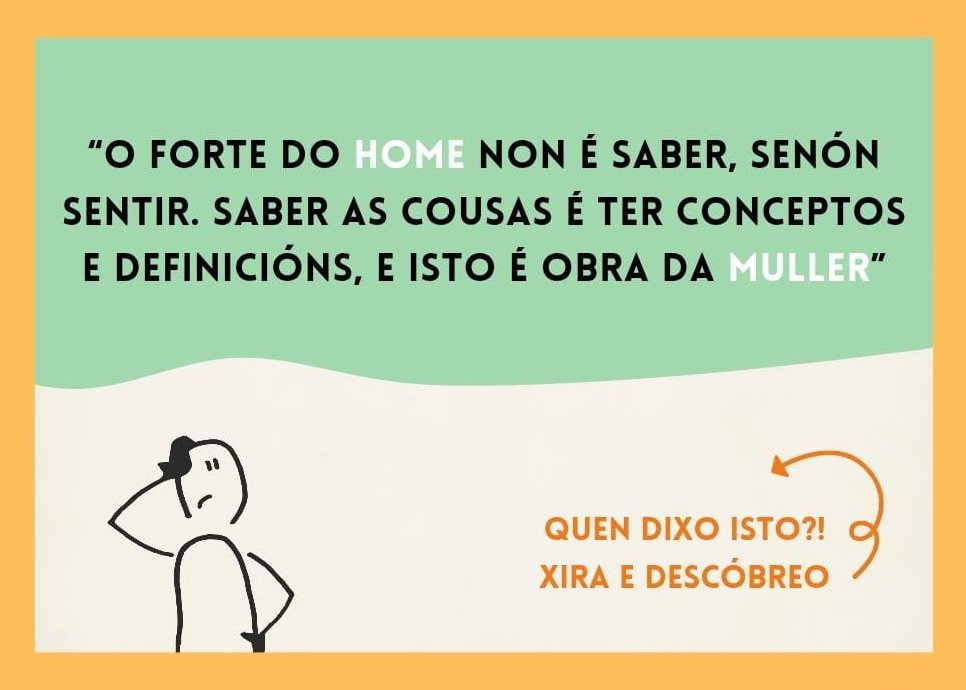 “O FORTE DO HOME NON É SABER, SENÓN
SENTIR. SABER AS COUSAS É TER CONCEPTOS
E DEFINICIÓNS, E ISTO É OBRA DA MULLER”
QUEN DIXO ISTO?!
XIRA E DESCÓBREO